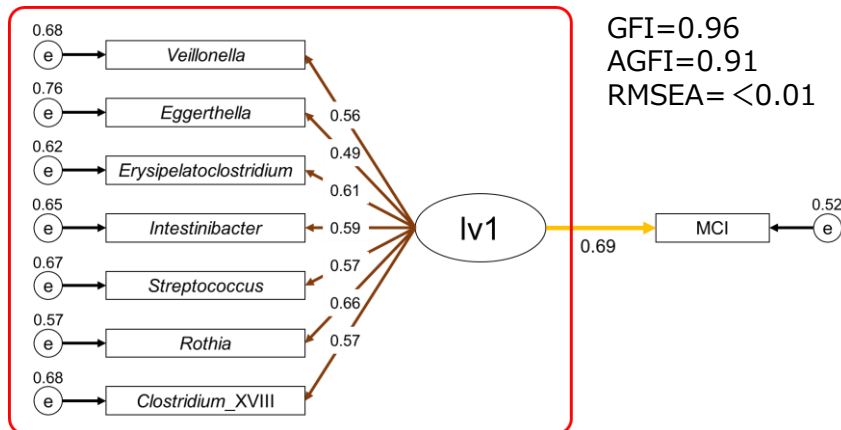 GFI=0.96
AGFI=0.91
RMSEA=<0.01
0.68
e
Veillonella
0.76
e
Eggerthella
0.62
e
Erysipelatoclostridium
0.65
e
Intestinibacter
0.67
e
Streptococcus
0.57
e
Rothia
0.68
e
Clostridium_XVIII
0.56
0.49
0.61
0.59
0.57
0.66
0.57
lv1
0.69
MCI
0.52
e